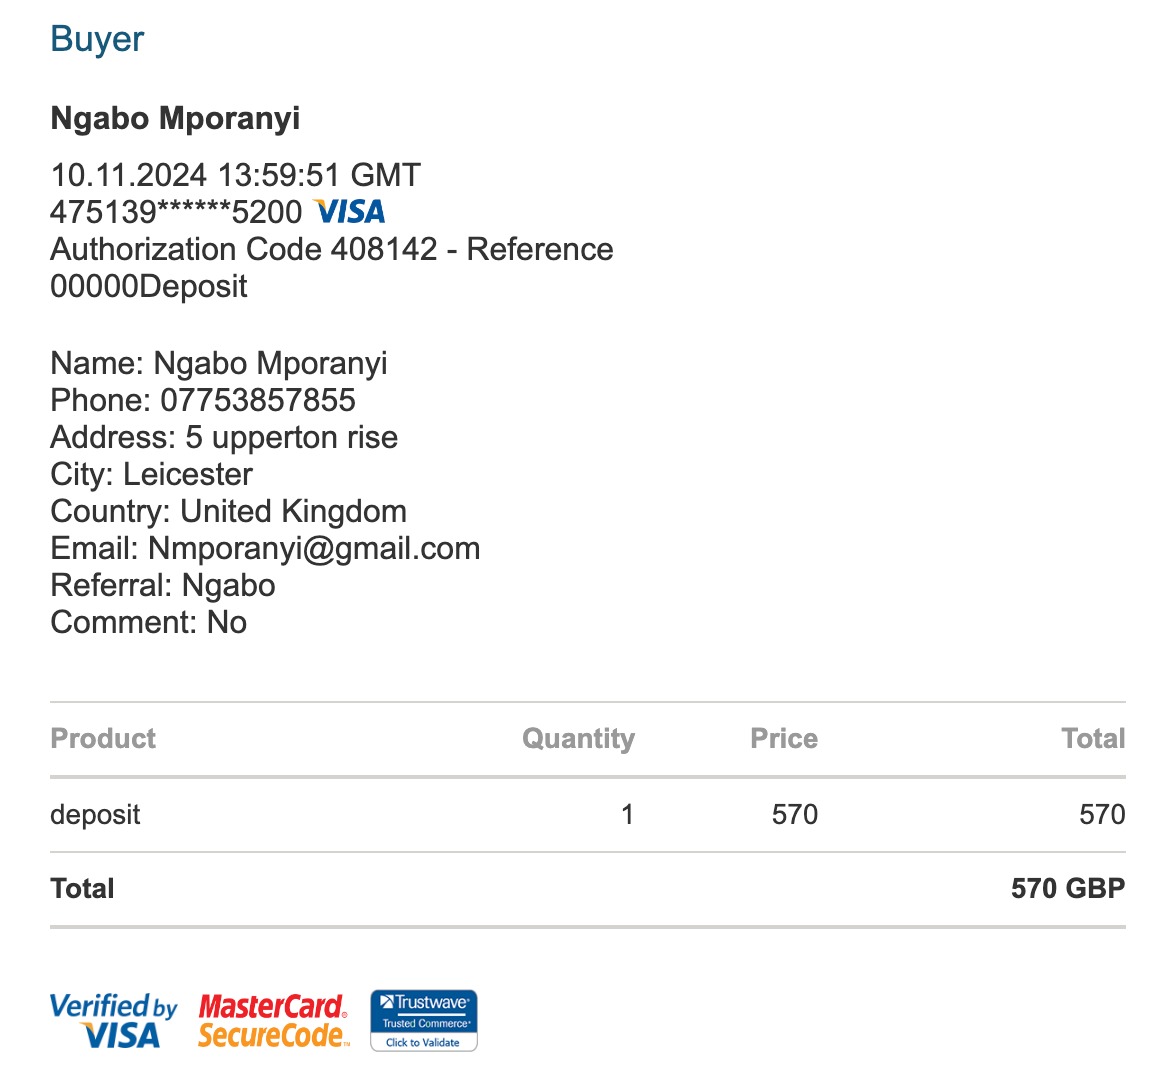 Buyer
Ngabo Mporanyi
10.11.2024 13:59:51 GMT
475139******5200 VISA
Authorization Code 408142 - Reference
00000Deposit
Name: Ngabo Mporanyi
Phone: 07753857855
Address: 5 upperton rise
City: Leicester
Country: United Kingdom
Email: Nmporanyi@gmail.com
Referral: Ngabo
Comment: No
Product Quantity Price Total
deposit 1 570 570
Total 570 GBP
Verified by VISA
MasterCard® SecureCode™
Trustwave® Trusted Commerce™ Click to Validate